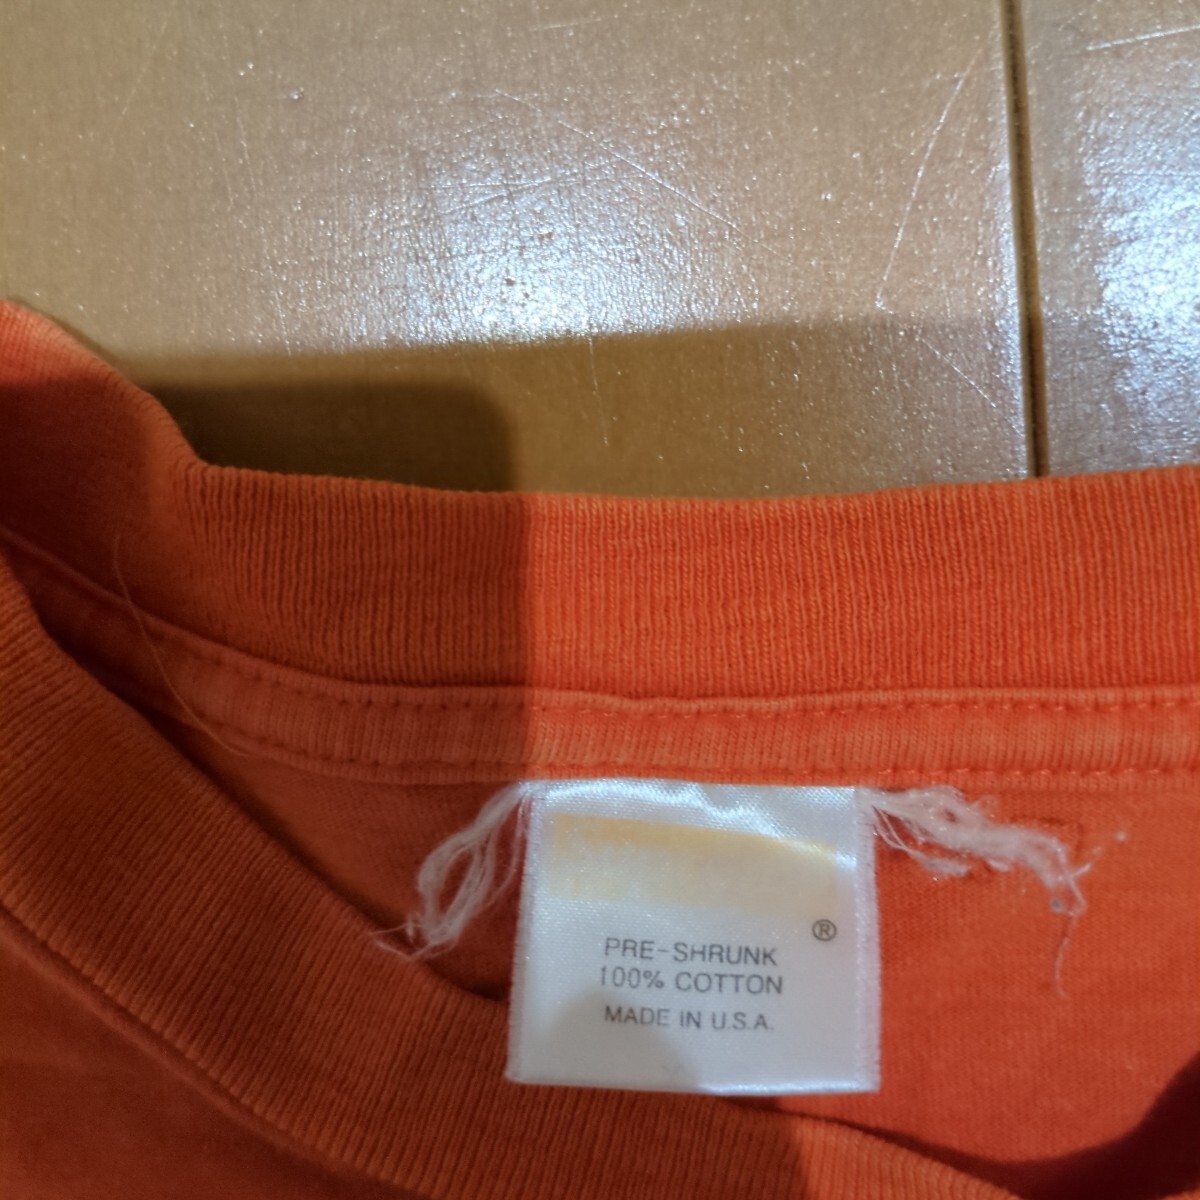 ®
PRE-SHRUNK
100% COTTON
MADE IN U.S.A.